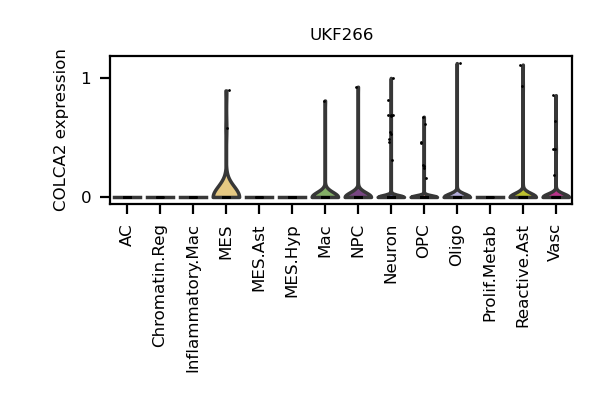 UKF266
COLCA2 expression
1
0
AC
Chromatin.Reg
Inflammatory.Mac
MES
MES.Ast
MES.Hyp
Mac
NPC
Neuron
OPC
Oligo
Prolif.Metab
Reactive.Ast
Vasc